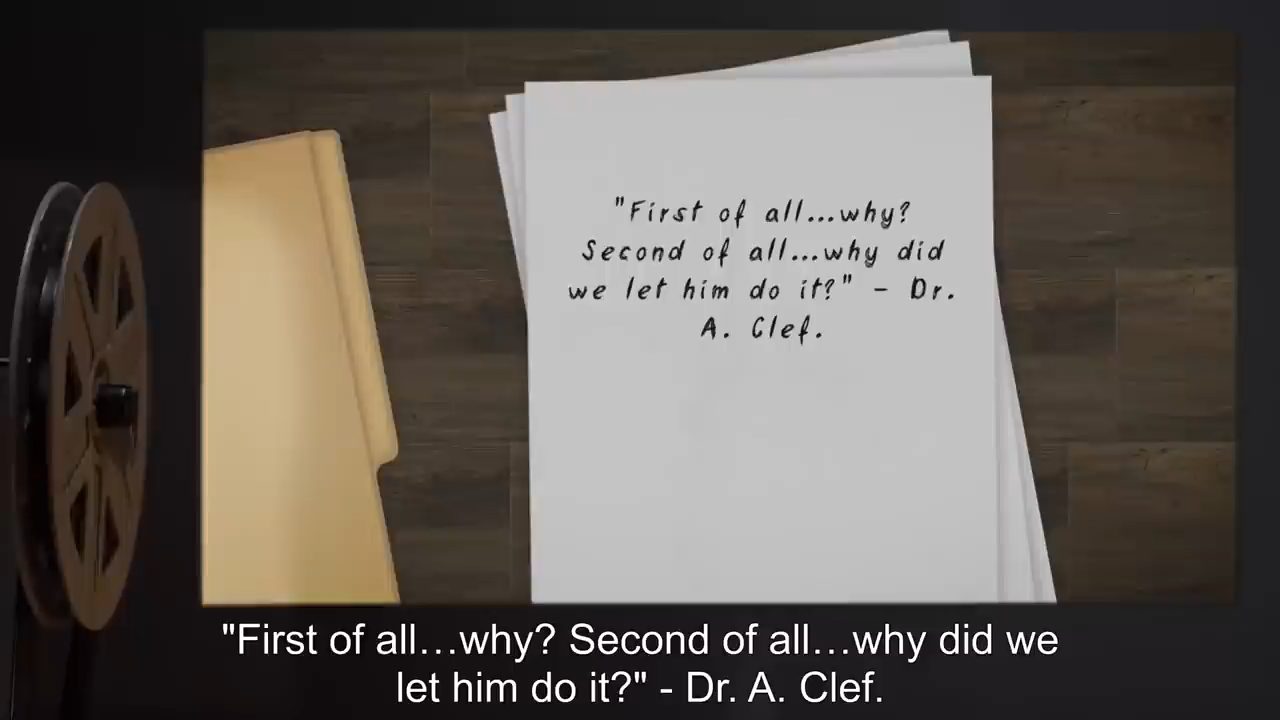 "First of all...why?
Second of all...why did
we let him do it?" - Dr.
A. Clef.
"First of all…why? Second of all…why did we
let him do it?" - Dr. A. Clef.